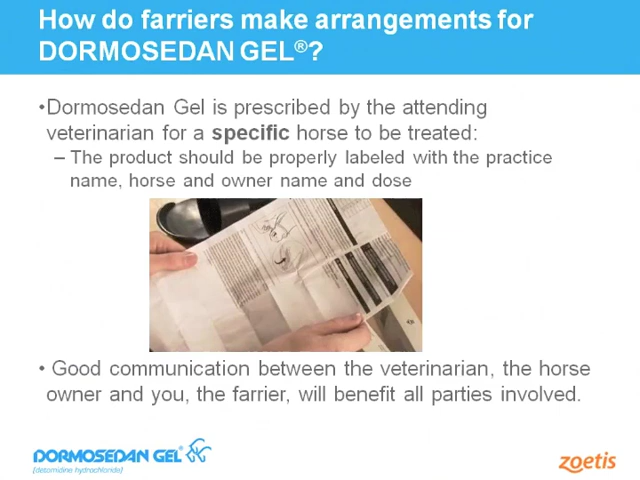 How do farriers make arrangements for
DORMOSEDAN GEL®?
•Dormosedan Gel is prescribed by the attending
veterinarian for a specific horse to be treated:
– The product should be properly labeled with the practice
name, horse and owner name and dose
• Good communication between the veterinarian, the horse
owner and you, the farrier, will benefit all parties involved.
DORMOSEDAN GEL®
(detomidine hydrochloride)
zoetis